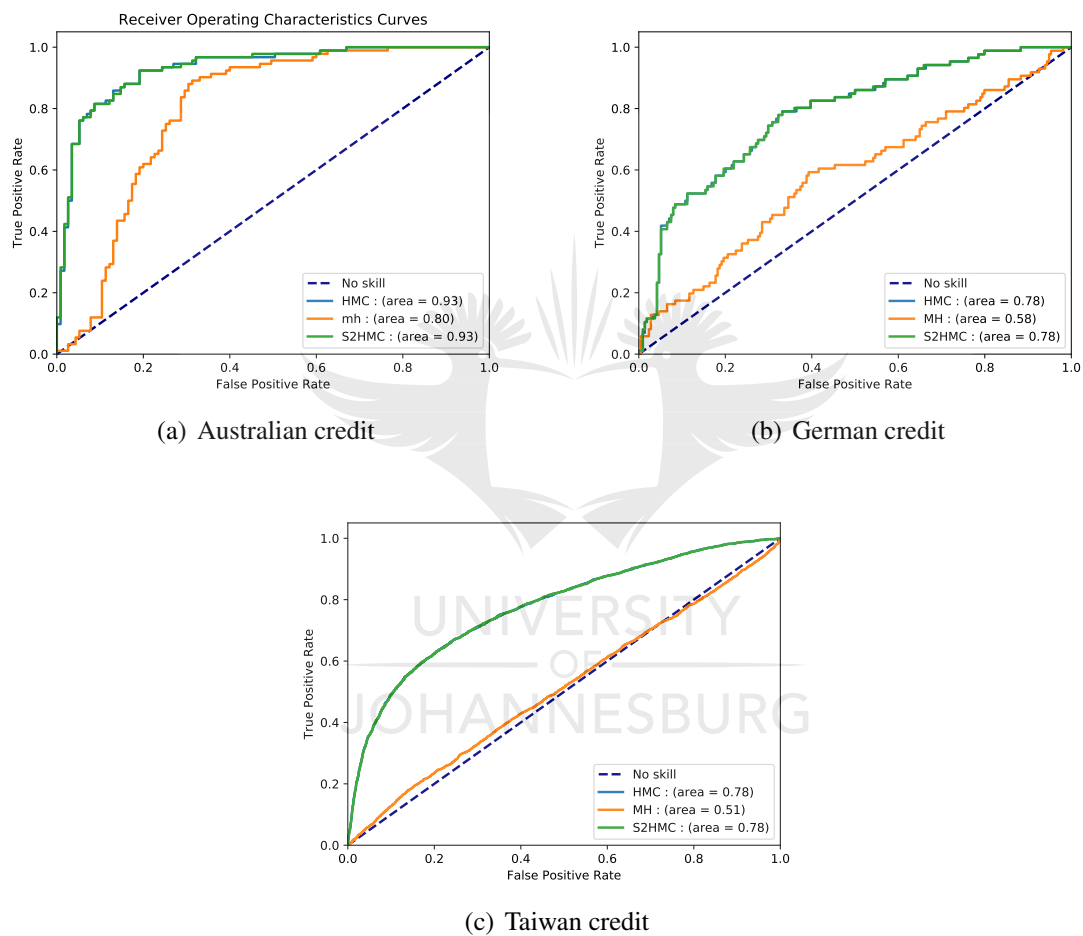 Receiver Operating Characteristics Curves
True Positive Rate
1.0
0.8
0.6
0.4
0.2
0.0
No skill
HMC : (area = 0.93)
mh : (area = 0.80)
S2HMC : (area = 0.93)
0.0 0.2 0.4 0.6 0.8 1.0
False Positive Rate
(a) Australian credit
True Positive Rate
1.0
0.8
0.6
0.4
0.2
0.0
No skill
HMC : (area = 0.78)
MH : (area = 0.58)
S2HMC : (area = 0.78)
0.0 0.2 0.4 0.6 0.8 1.0
False Positive Rate
(b) German credit
True Positive Rate
1.0
0.8
0.6
0.4
0.2
0.0
UNIVERSITY
OF
JOHANNESBURG
No skill
HMC : (area = 0.78)
MH : (area = 0.51)
S2HMC : (area = 0.78)
0.0 0.2 0.4 0.6 0.8 1.0
False Positive Rate
(c) Taiwan credit